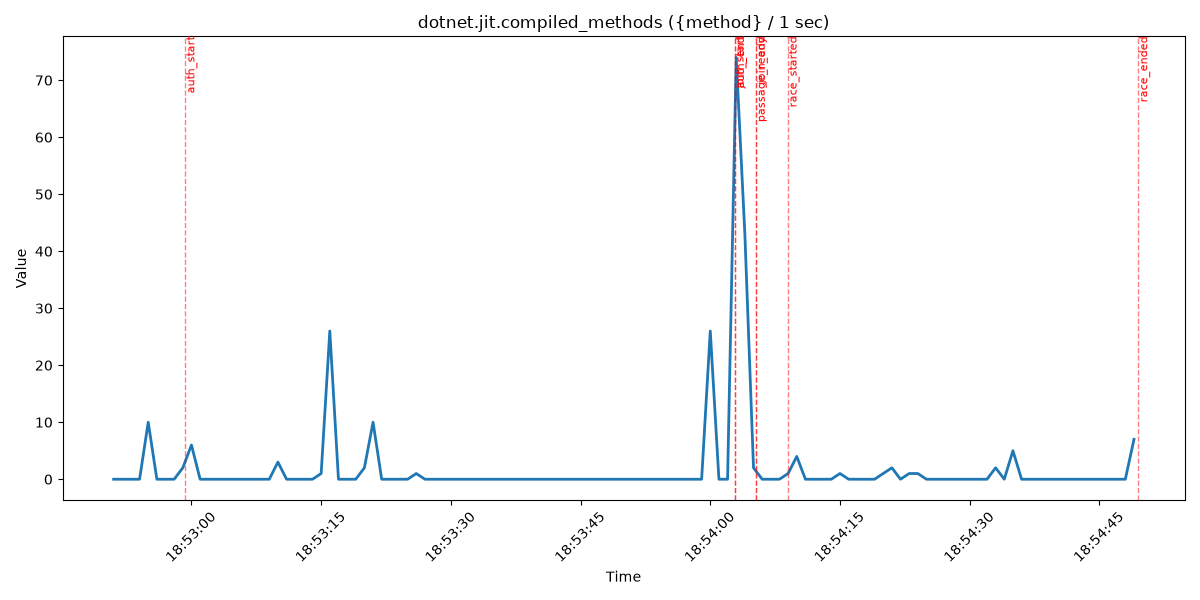 dotnet.jit.compiled_methods ({method} / 1 sec)
Value
70
60
50
40
30
20
10
0
auth_start
passage_ready
race_started
race_ended
18:53:00
18:53:15
18:53:30
18:53:45
18:54:00
18:54:15
18:54:30
18:54:45
Time